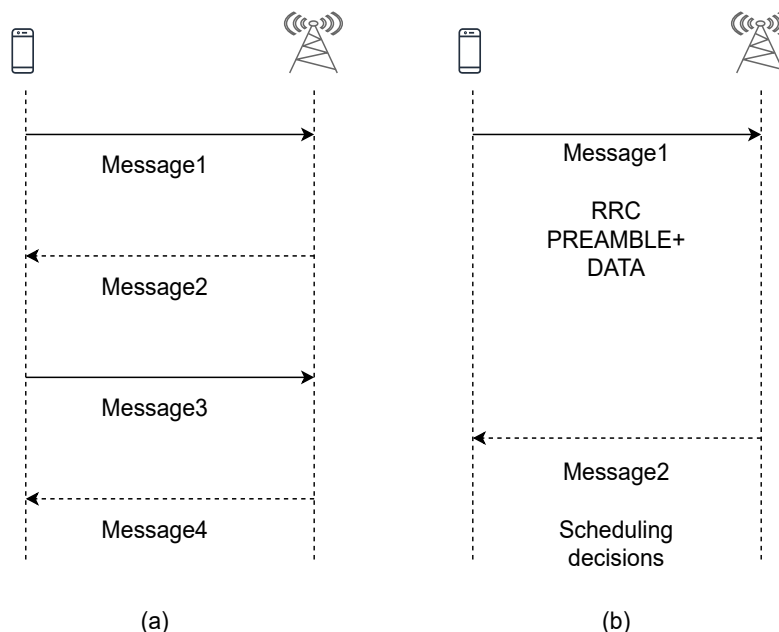 Message1
Message2
Message3
Message4
(a)
Message1
RRC
PREAMBLE+
DATA
Message2
Scheduling
decisions
(b)